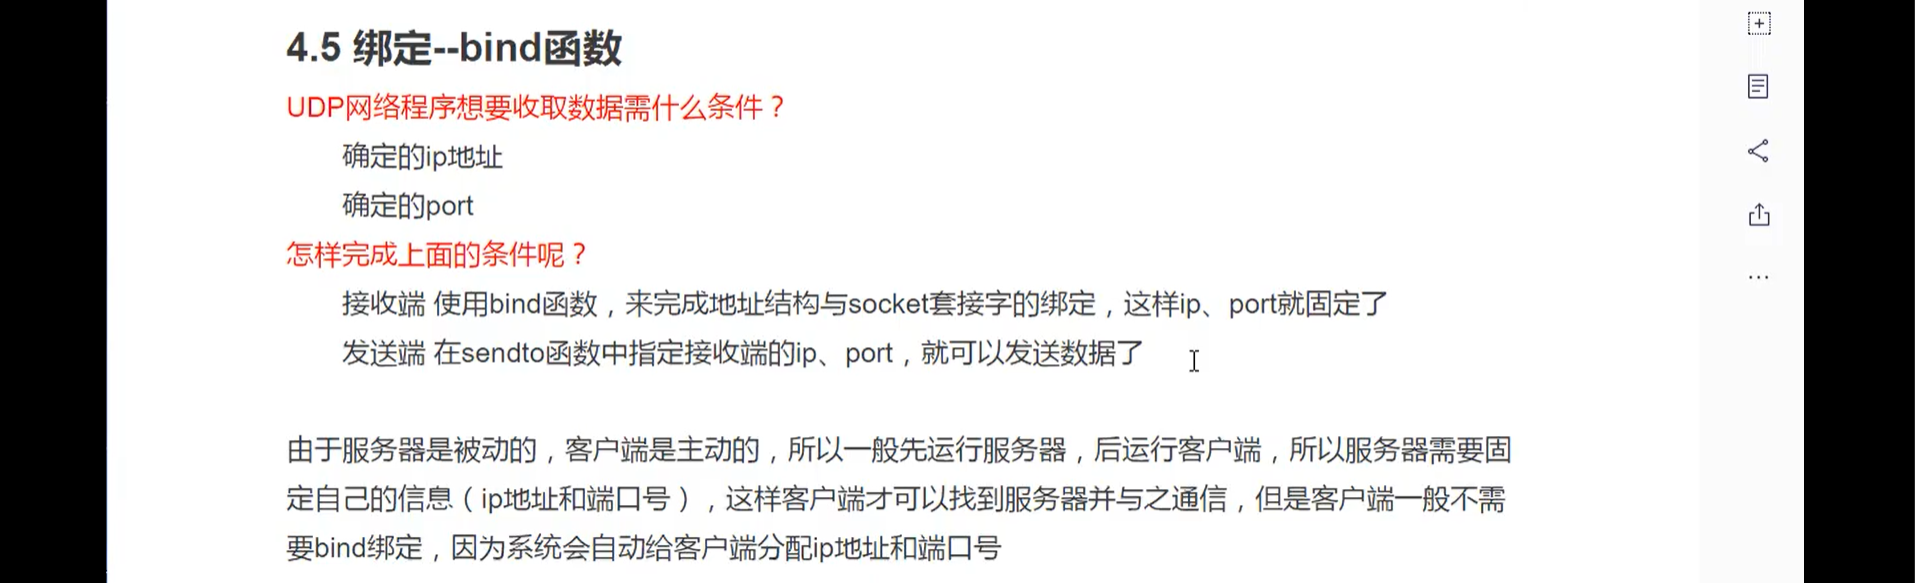 4.5 绑定--bind函数
UDP网络程序想要收取数据需什么条件？
确定的ip地址
确定的port
怎样完成上面的条件呢？
接收端 使用bind函数，来完成地址结构与socket套接字的绑定，这样ip、port就固定了
发送端 在sendto函数中指定接收端的ip、port，就可以发送数据了
由于服务器是被动的，客户端是主动的，所以一般先运行服务器，后运行客户端，所以服务器需要固
定自己的信息（ip地址和端口号），这样客户端才可以找到服务器并与之通信，但是客户端一般不需
要bind绑定，因为系统会自动给客户端分配ip地址和端口号